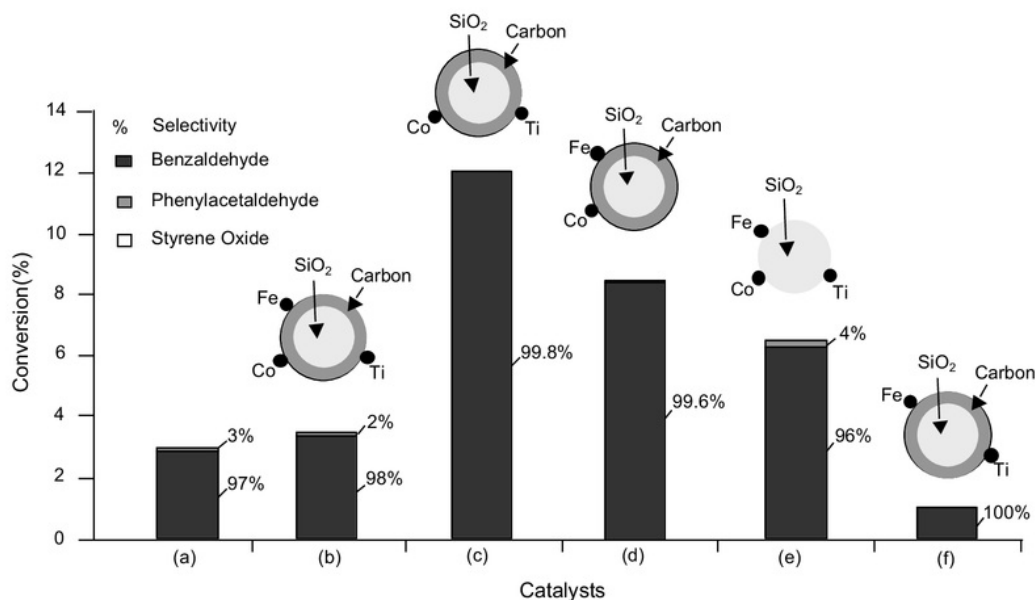 SiO₂
Carbon
Co
Ti
SiO₂
Carbon
Fe
Co
SiO₂
Fe
Co
Ti
SiO₂
Carbon
Fe
Co
Ti
SiO₂
Carbon
Fe
Ti
% Selectivity
Benzaldehyde
Phenylacetaldehyde
Styrene Oxide
Conversion(%)
14
12
10
8
6
4
2
0
3%
97%
2%
98%
99.8%
99.6%
4%
96%
100%
(a) (b) (c) (d) (e) (f)
Catalysts